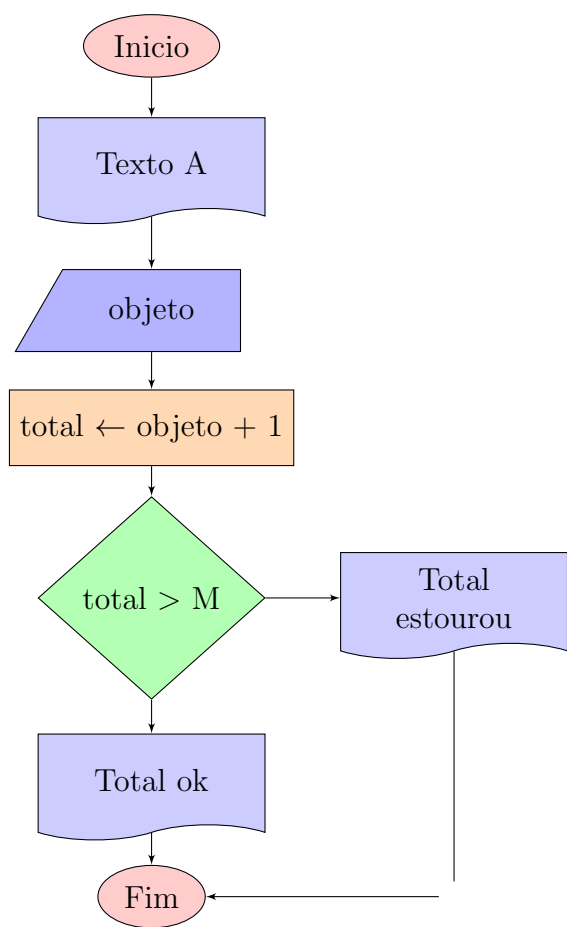 Inicio
Texto A
objeto
total ← objeto + 1
total > M
Total
estourou
Total ok
Fim